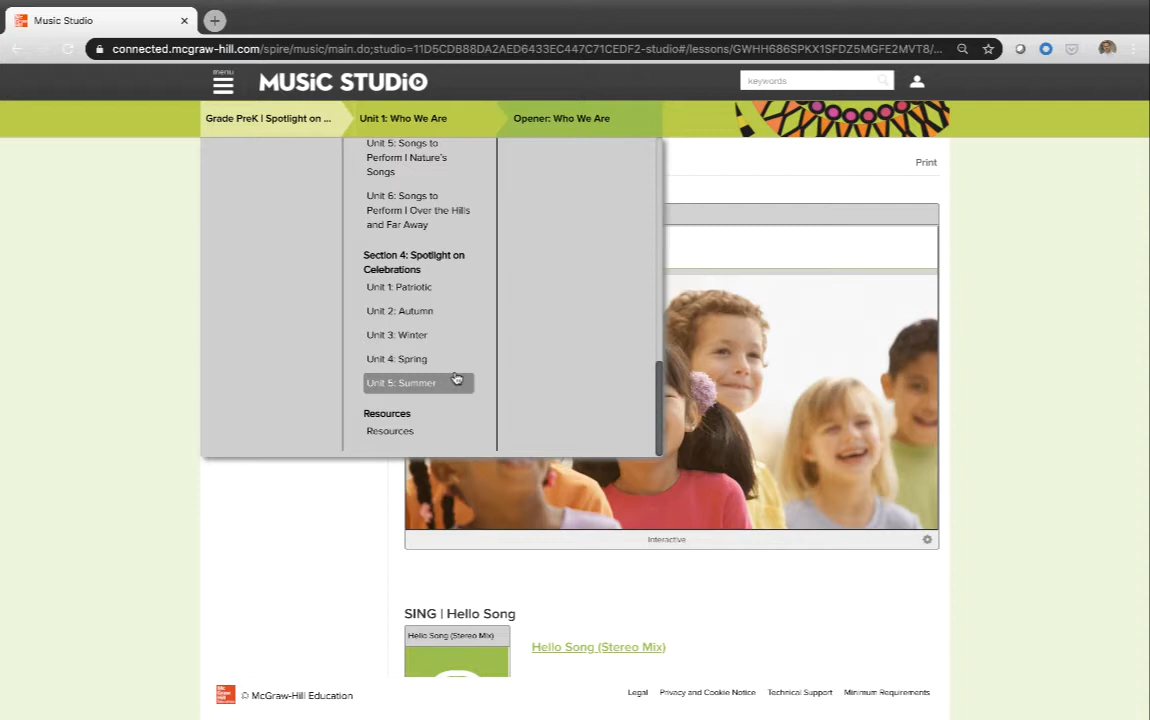 Music Studio
connected.mcgraw-hill.com/spire/music/main.do;studio=11D5CDB88DA2AED6433EC447C71CEDF2-studio#/lessons/GWHH686SPKX1SFDZ5MGFE2MVT8/...
menu
MUSIC STUDIO
keywords
Grade PreK | Spotlight on ...
Unit 1: Who We Are
Opener: Who We Are
Print
Unit 5: Songs to
Perform | Nature's
Songs
Unit 6: Songs to
Perform | Over the Hills
and Far Away
Section 4: Spotlight on
Celebrations
Unit 1: Patriotic
Unit 2: Autumn
Unit 3: Winter
Unit 4: Spring
Unit 5: Summer
Resources
Resources
Interactive
SING | Hello Song
Hello Song (Stereo Mix)
Hello Song (Stereo Mix)
Mc
Graw
Hill
Education
© McGraw-Hill Education
Legal
Privacy and Cookie Notice
Technical Support
Minimum Requirements